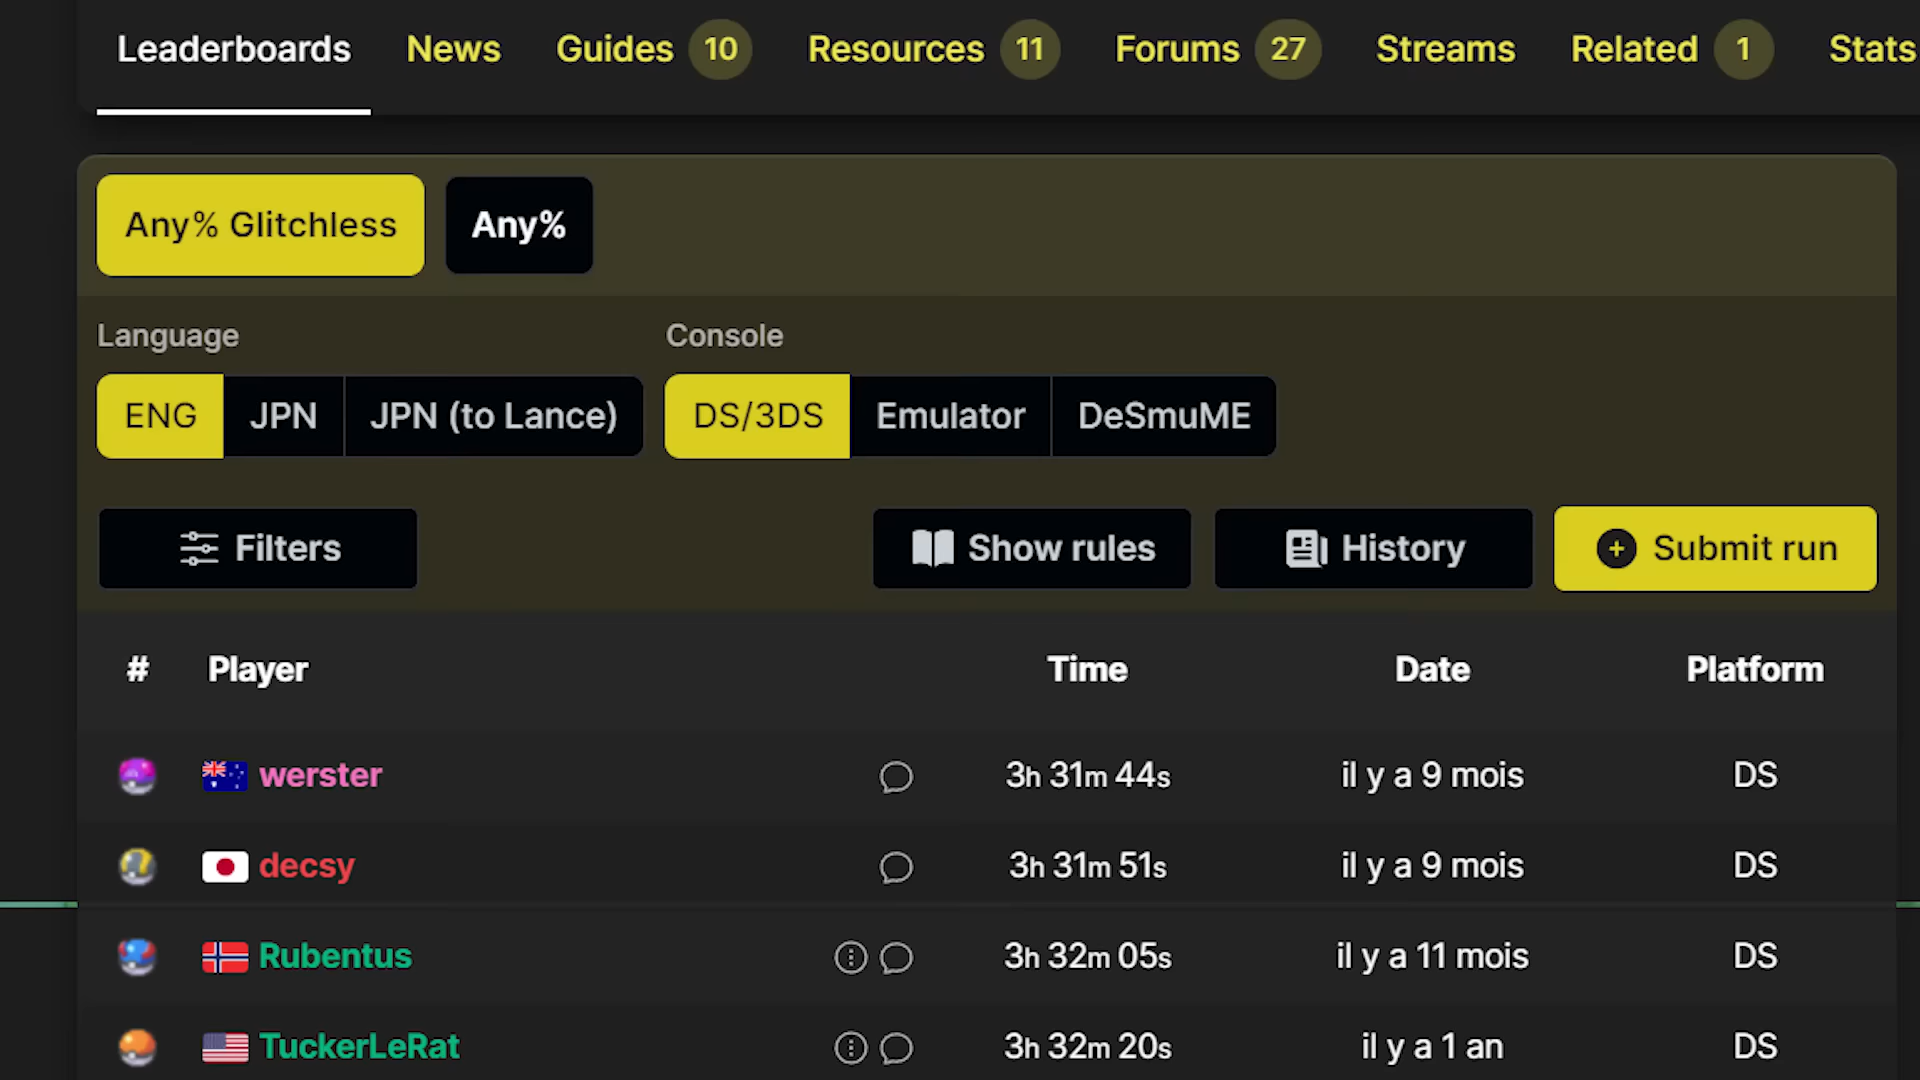 Leaderboards News Guides 10 Resources 11 Forums 27 Streams Related 1 Stats
Any% Glitchless Any%
Language Console
ENG JPN JPN (to Lance) DS/3DS Emulator DeSmuME
Filters Show rules History Submit run
# Player Time Date Platform
werster 3h 31m 44s il y a 9 mois DS
decsy 3h 31m 51s il y a 9 mois DS
Rubentus 3h 32m 05s il y a 11 mois DS
TuckerLeRat 3h 32m 20s il y a 1 an DS